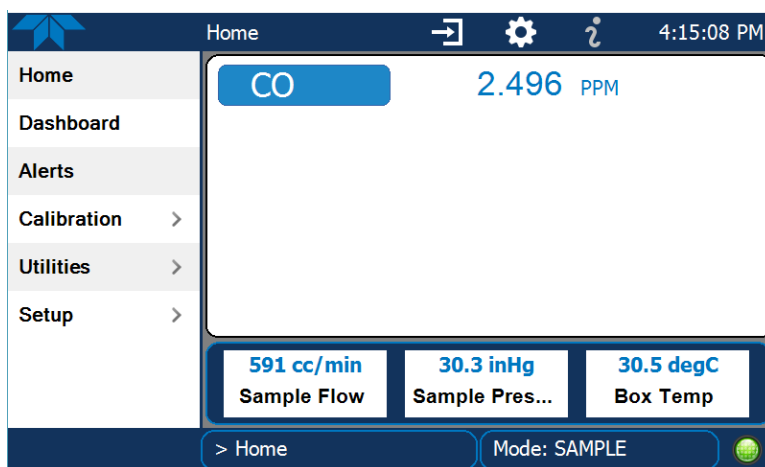 Home 4:15:08 PM
Home
Dashboard
Alerts
Calibration
Utilities
Setup
CO 2.496 PPM
591 cc/min
Sample Flow
30.3 inHg
Sample Pres...
30.5 degC
Box Temp
> Home
Mode: SAMPLE